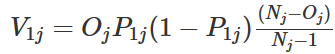 $V_{1j} = O_j P_{1j} (1 - P_{1j}) \frac{(N_j - O_j)}{N_j - 1}$